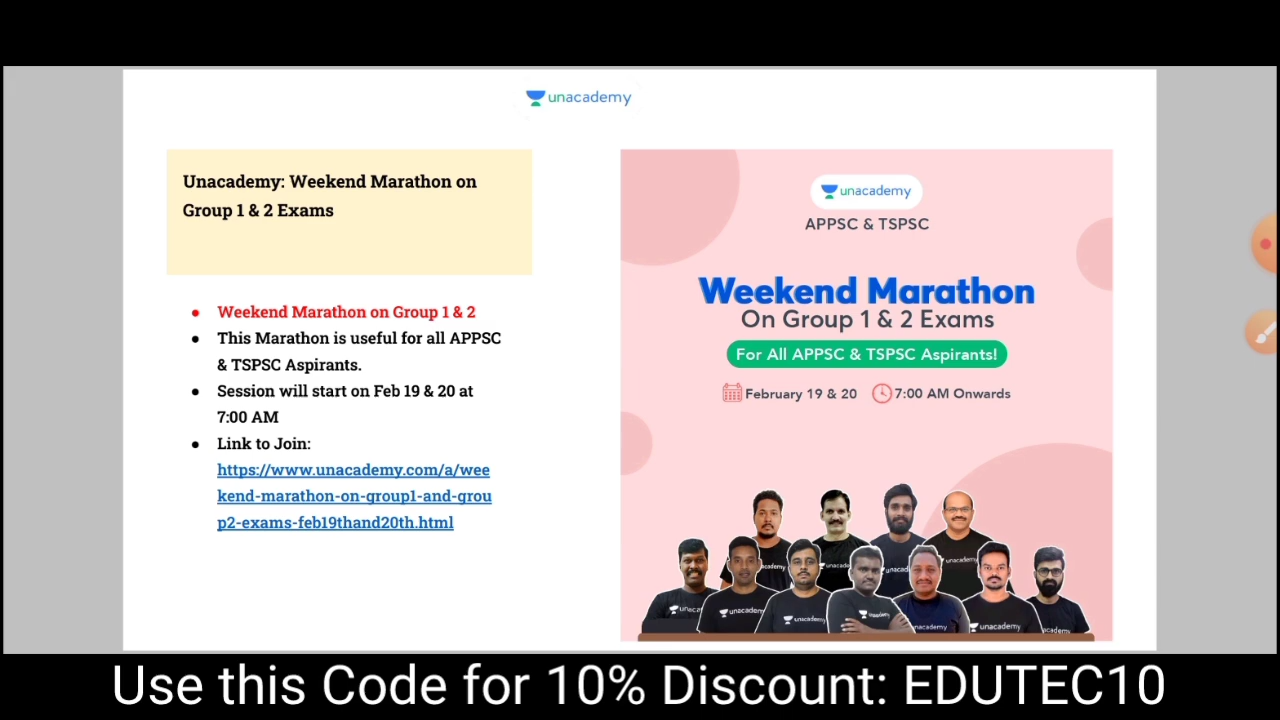 unacademy
Unacademy: Weekend Marathon on
Group 1 & 2 Exams
● Weekend Marathon on Group 1 & 2
● This Marathon is useful for all APPSC
& TSPSC Aspirants.
● Session will start on Feb 19 & 20 at
7:00 AM
● Link to Join:
https://www.unacademy.com/a/wee
kend-marathon-on-group1-and-grou
p2-exams-feb19thand20th.html
unacademy
APPSC & TSPSC
Weekend Marathon
On Group 1 & 2 Exams
For All APPSC & TSPSC Aspirants!
February 19 & 20 7:00 AM Onwards
Use this Code for 10% Discount: EDUTEC10